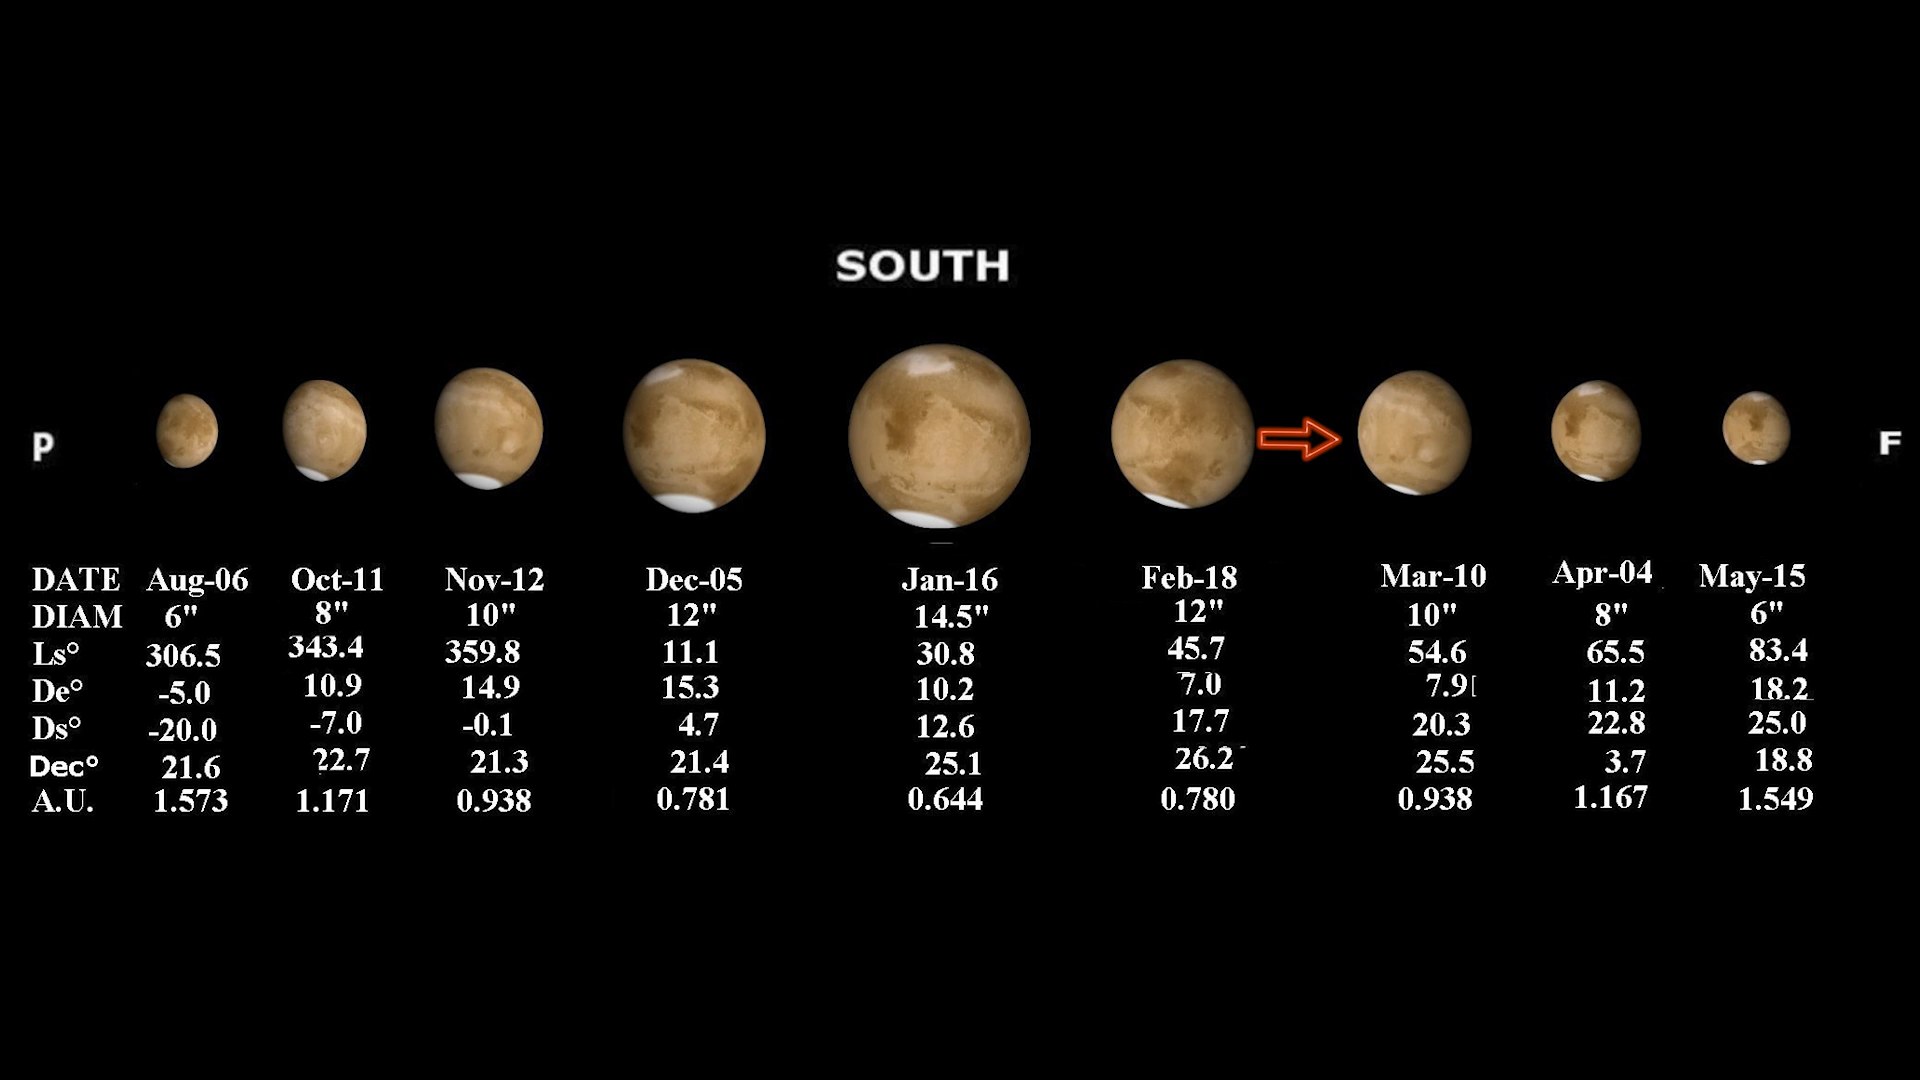 SOUTH
P F
DATE Aug-06 Oct-11 Nov-12 Dec-05 Jan-16 Feb-18 Mar-10 Apr-04 May-15
DIAM 6" 8" 10" 12" 14.5" 12" 10" 8" 6"
Ls° 306.5 343.4 359.8 11.1 30.8 45.7 54.6 65.5 83.4
De° -5.0 10.9 14.9 15.3 10.2 7.0 7.9 11.2 18.2
Ds° -20.0 -7.0 -0.1 4.7 12.6 17.7 20.3 22.8 25.0
Dec° 21.6 22.7 21.3 21.4 25.1 26.2 25.5 3.7 18.8
A.U. 1.573 1.171 0.938 0.781 0.644 0.780 0.938 1.167 1.549